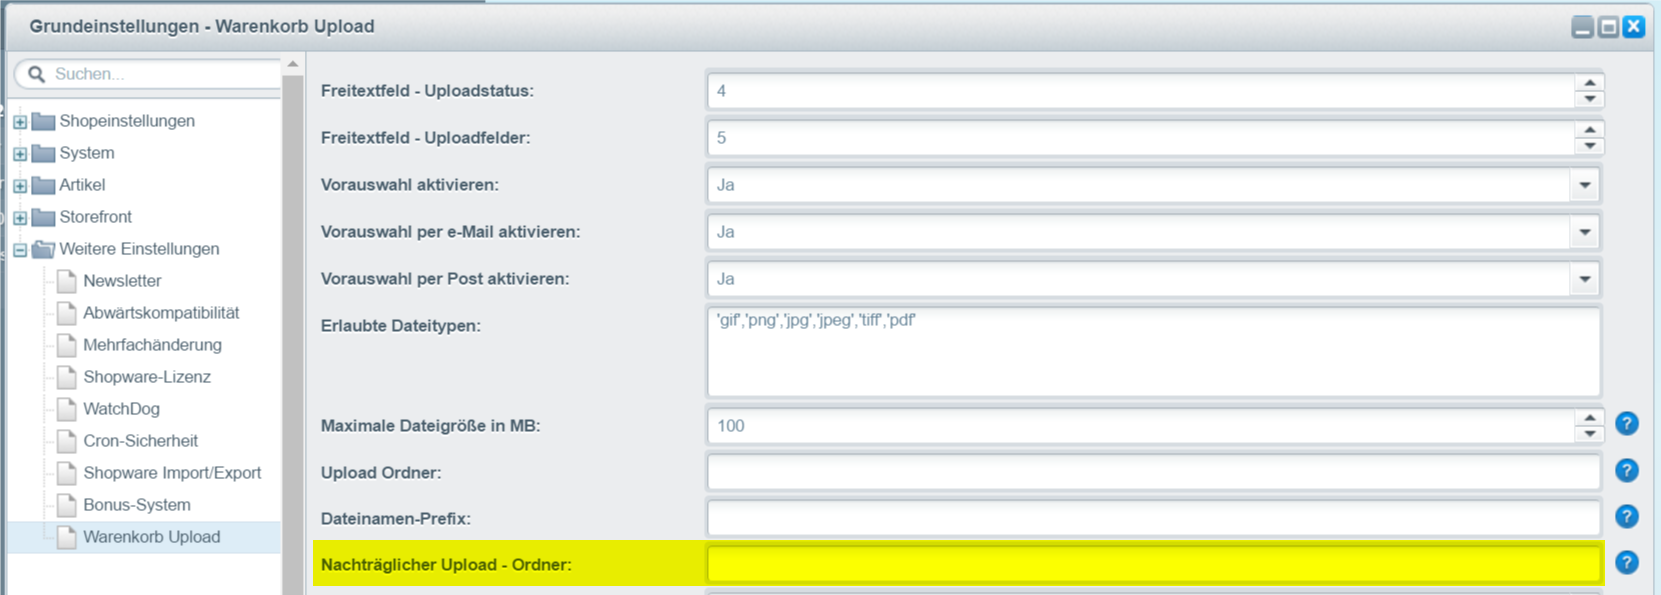 Grundeinstellungen - Warenkorb Upload
Suchen...
Shopeinstellungen
System
Artikel
Storefront
Weitere Einstellungen
Newsletter
Abwärtskompatibilität
Mehrfachänderung
Shopware-Lizenz
WatchDog
Cron-Sicherheit
Shopware Import/Export
Bonus-System
Warenkorb Upload
Freitextfeld - Uploadstatus: 4
Freitextfeld - Uploadfelder: 5
Vorauswahl aktivieren: Ja
Vorauswahl per e-Mail aktivieren: Ja
Vorauswahl per Post aktivieren: Ja
Erlaubte Dateitypen: 'gif','png','jpg','jpeg','tiff','pdf'
Maximale Dateigröße in MB: 100 ?
Upload Ordner: ?
Dateinamen-Prefix: ?
Nachträglicher Upload - Ordner: ?